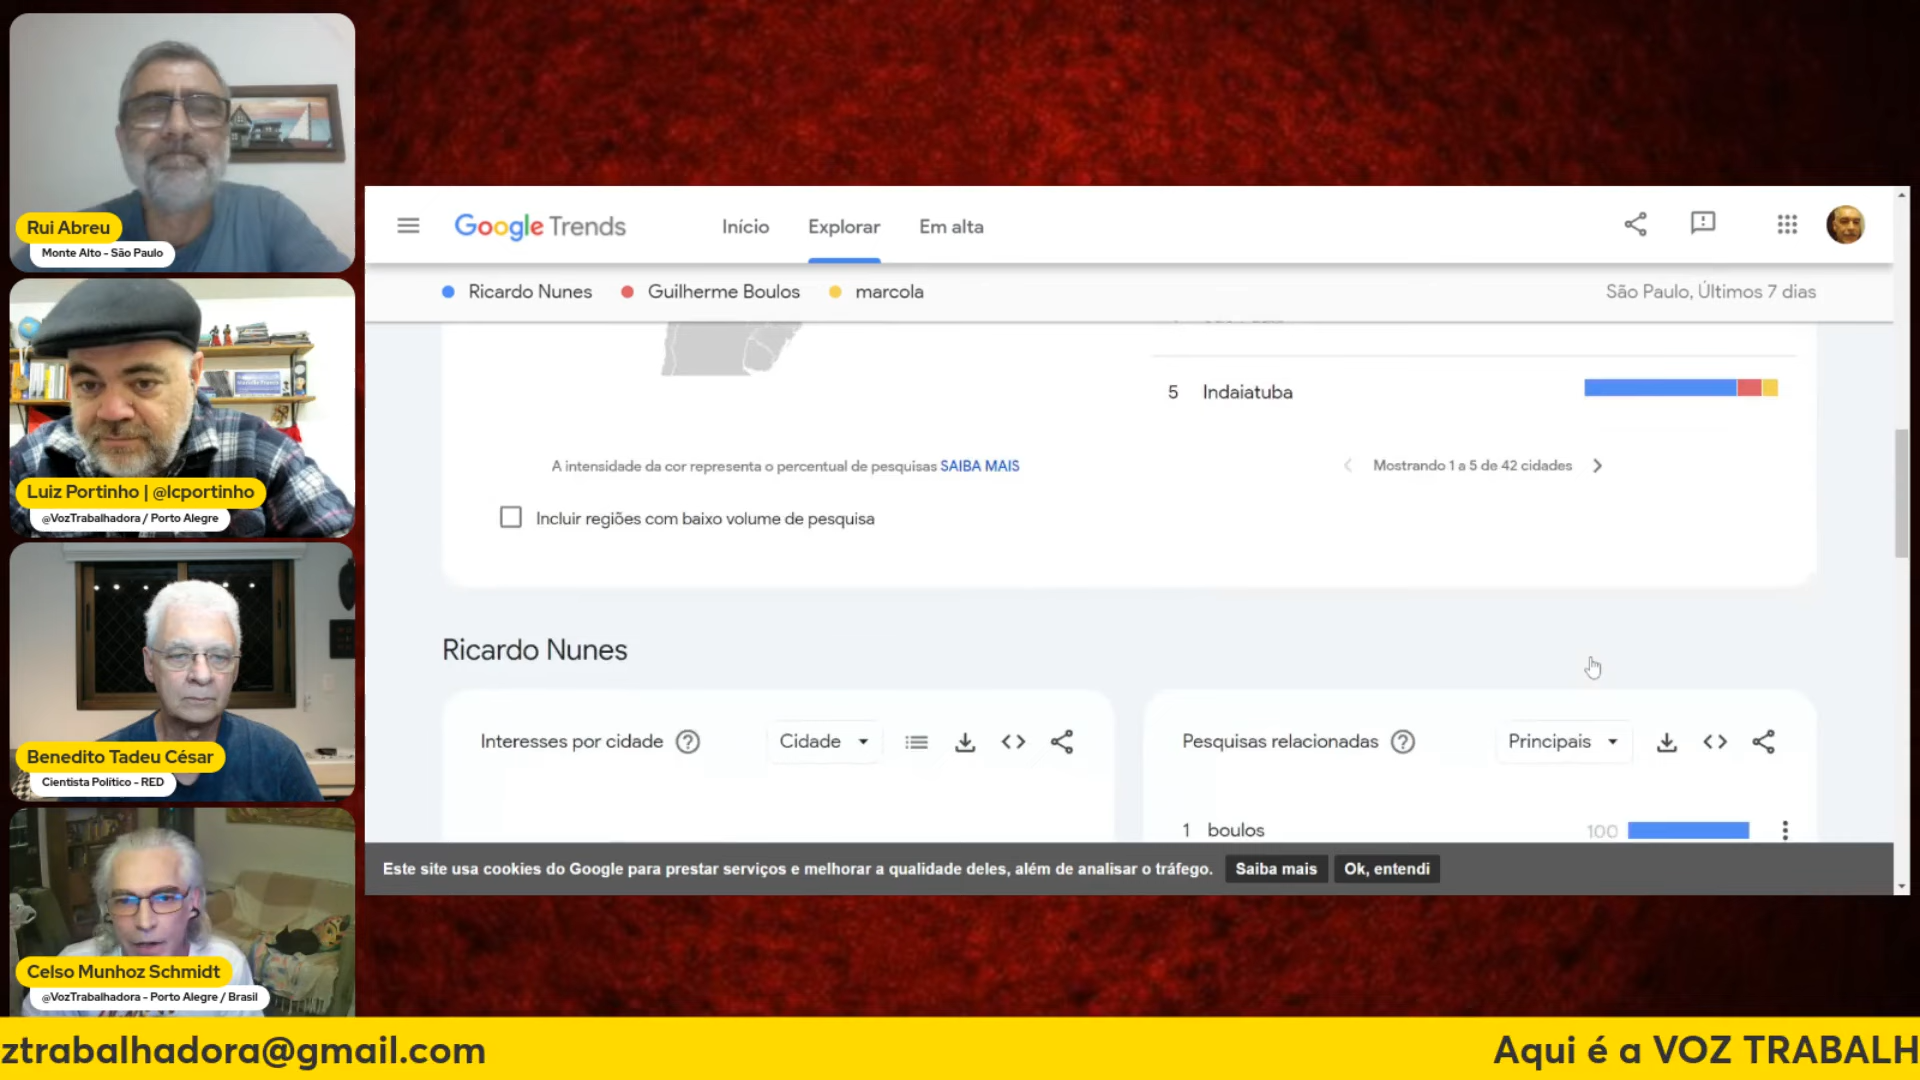 Rui Abreu
Monte Alto - São Paulo
Luiz Portinho | @lcportinho
@VozTrabalhadora / Porto Alegre
Benedito Tadeu César
Cientista Político - RED
Celso Munhoz Schmidt
@VozTrabalhadora - Porto Alegre / Brasil
Google Trends
Início Explorar Em alta
Ricardo Nunes Guilherme Boulos marcola
São Paulo, Últimos 7 dias
5 Indaiatuba
A intensidade da cor representa o percentual de pesquisas SAIBA MAIS
Mostrando 1 a 5 de 42 cidades
Incluir regiões com baixo volume de pesquisa
Ricardo Nunes
Interesses por cidade
Cidade
Pesquisas relacionadas
Principais
1 boulos 100
Este site usa cookies do Google para prestar serviços e melhorar a qualidade deles, além de analisar o tráfego. Saiba mais Ok, entendi
ztrabalhadora@gmail.com
Aqui é a VOZ TRABALH